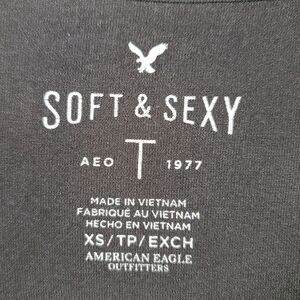 SOFT & SEXY
AEO T 1977
MADE IN VIETNAM
FABRIQUÉ AU VIETNAM
HECHO EN VIETNAM
XS/TP/EXCH
AMERICAN EAGLE
OUTFITTERS